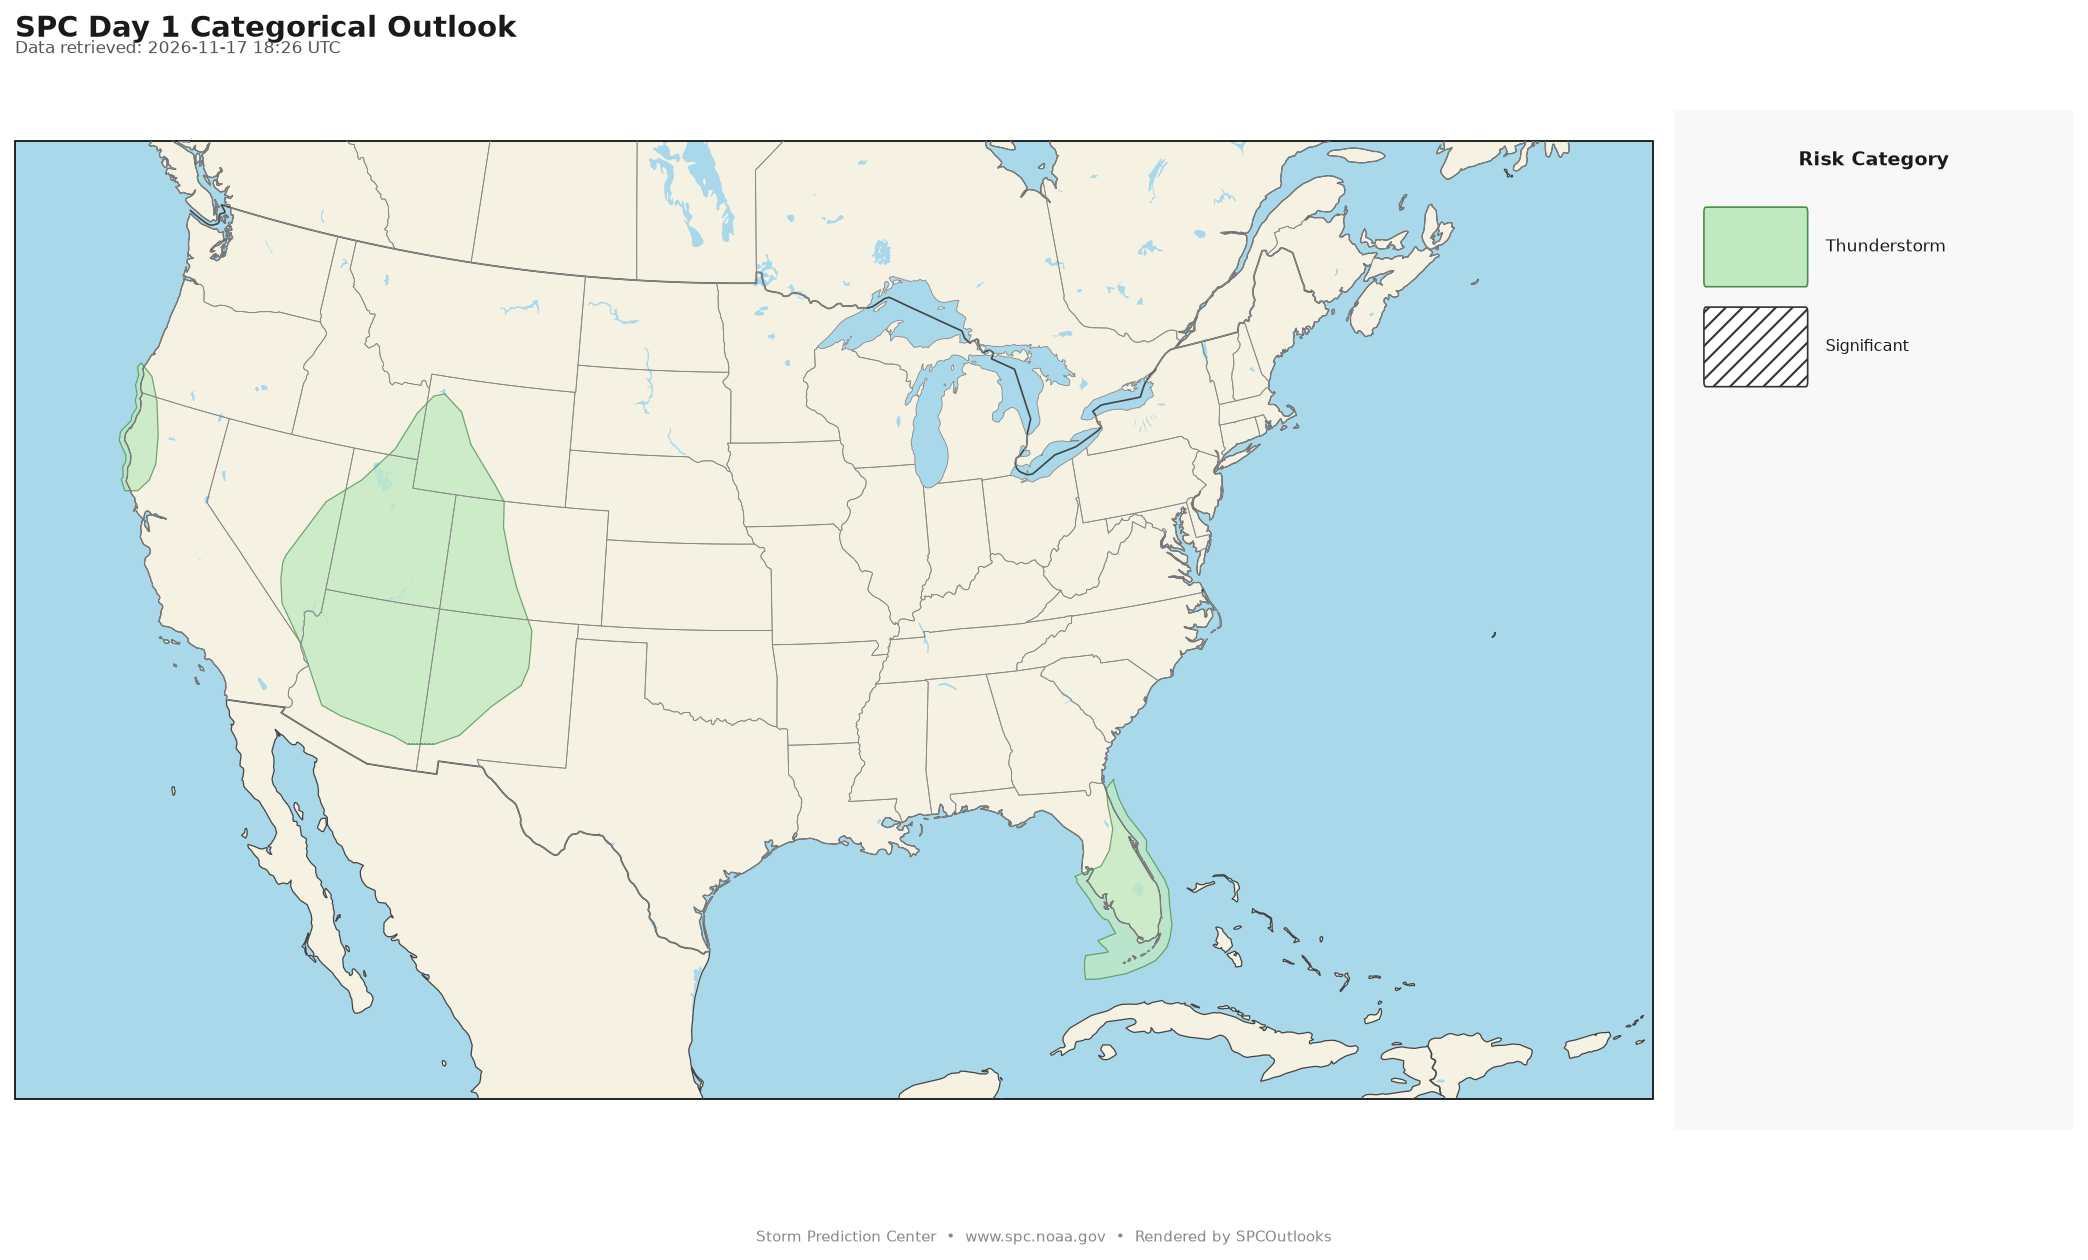 SPC Day 1 Categorical Outlook
Data retrieved: 2026-11-17 18:26 UTC
Risk Category
Thunderstorm
Significant
Storm Prediction Center • www.spc.noaa.gov • Rendered by SPCOutlooks